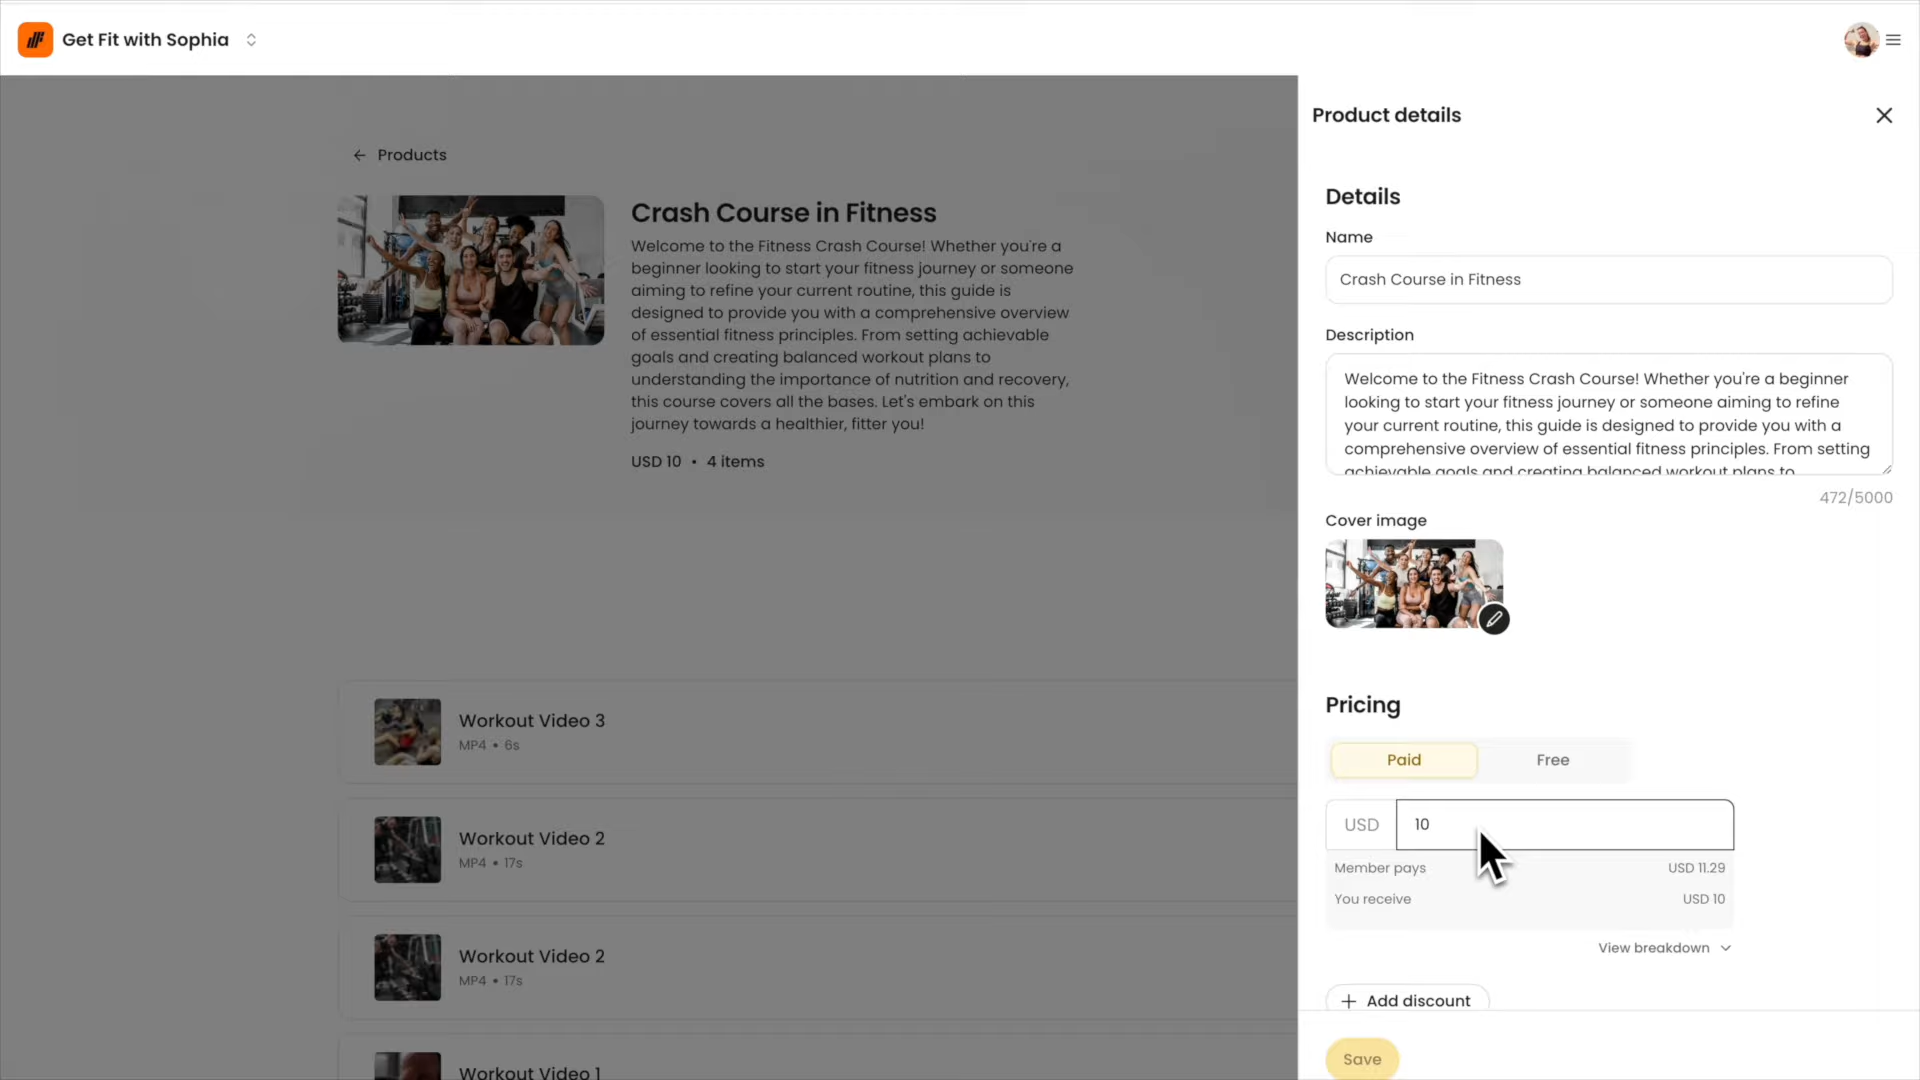 Get Fit with Sophia
Products
Crash Course in Fitness
Welcome to the Fitness Crash Course! Whether you're a
beginner looking to start your fitness journey or someone
aiming to refine your current routine, this guide is
designed to provide you with a comprehensive overview
of essential fitness principles. From setting achievable
goals and creating balanced workout plans to
understanding the importance of nutrition and recovery,
this course covers all the bases. Let's embark on this
journey towards a healthier, fitter you!
USD 10 • 4 items
Workout Video 3
MP4 • 6s
Workout Video 2
MP4 • 17s
Workout Video 2
MP4 • 17s
Workout Video 1
Product details
Details
Name
Crash Course in Fitness
Description
Welcome to the Fitness Crash Course! Whether you're a beginner
looking to start your fitness journey or someone aiming to refine
your current routine, this guide is designed to provide you with a
comprehensive overview of essential fitness principles. From setting
achievable goals and creating balanced workout plans to
472/5000
Cover image
Pricing
Paid Free
USD 10
Member pays USD 11.29
You receive USD 10
View breakdown
+ Add discount
Save